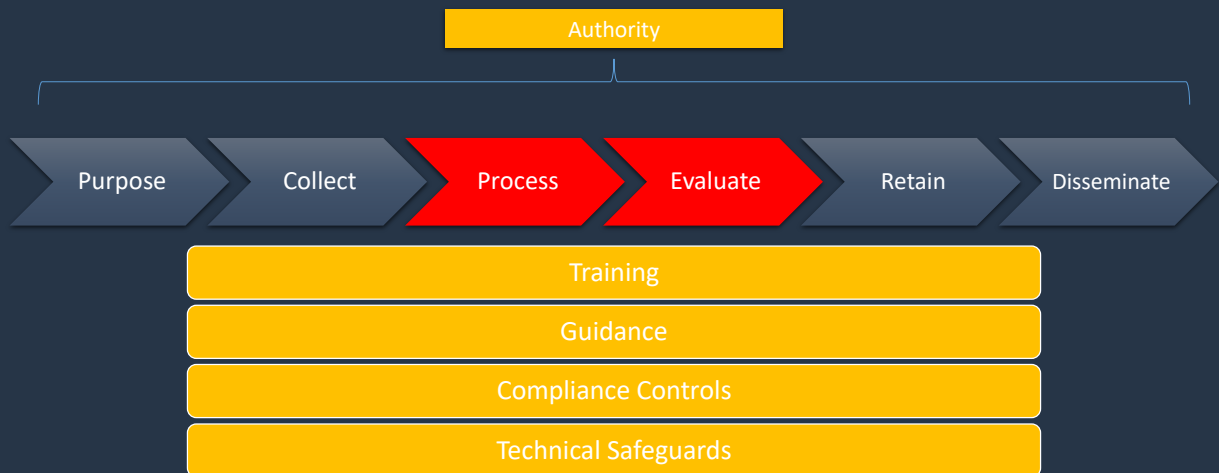 Authority
Purpose
Collect
Process
Evaluate
Retain
Disseminate
Training
Guidance
Compliance Controls
Technical Safeguards